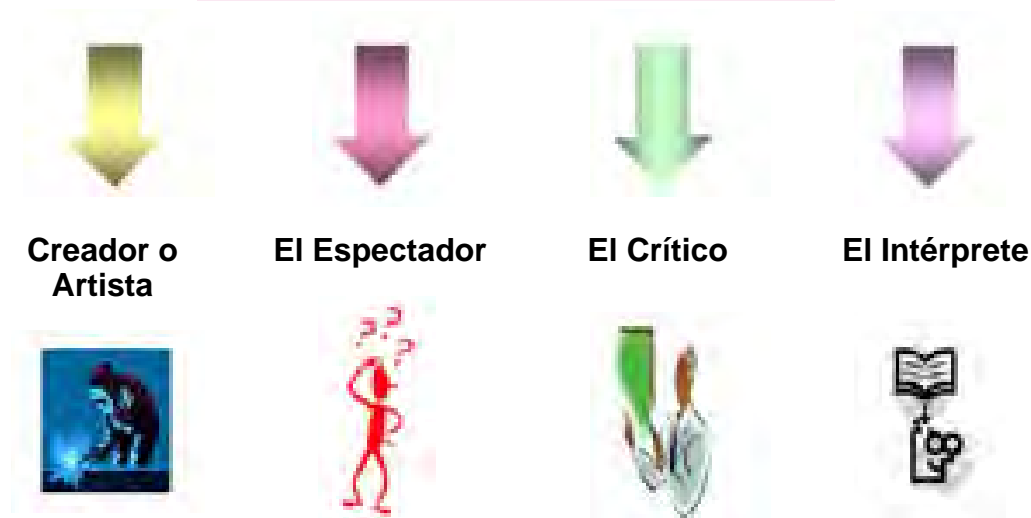 Creador o
Artista
El Espectador
El Crítico
El Intérprete
? ? ?